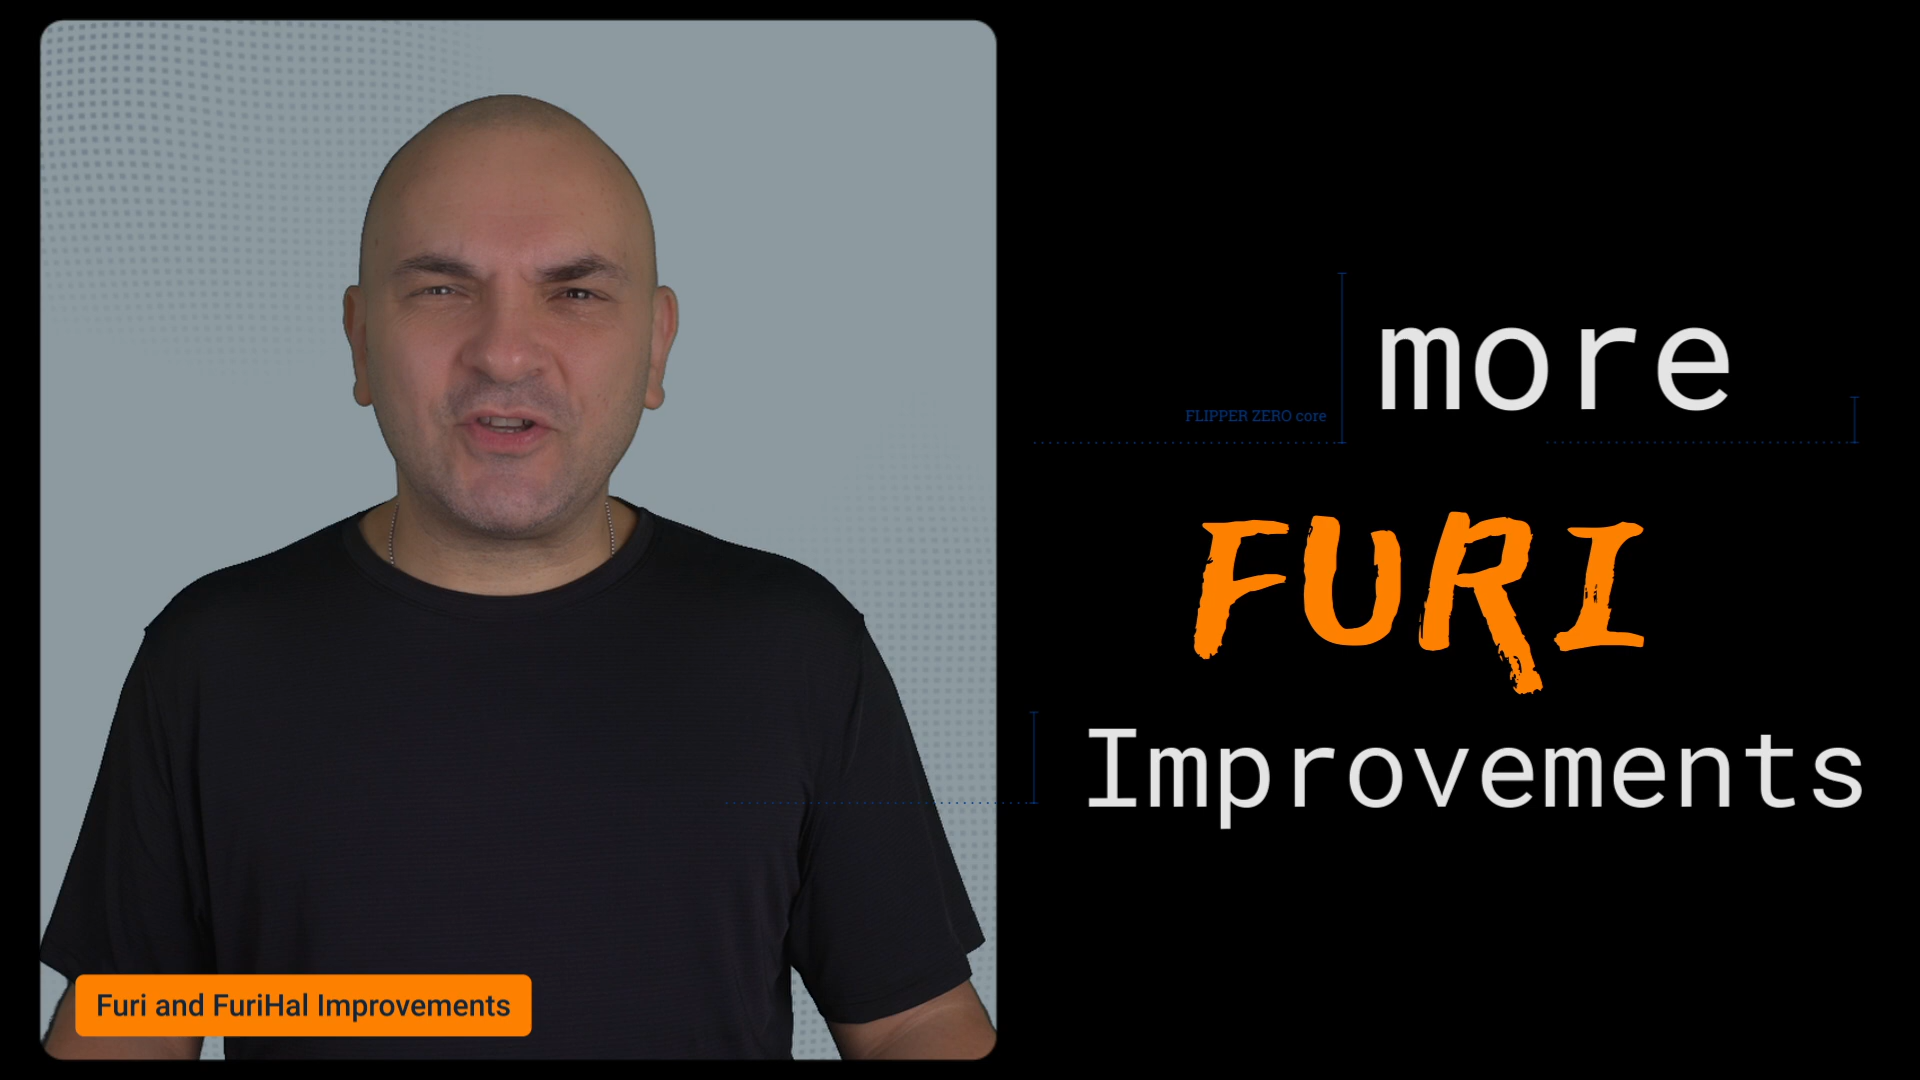 more
FLIPPER ZERO core
FURI
Improvements
Furi and FuriHal Improvements